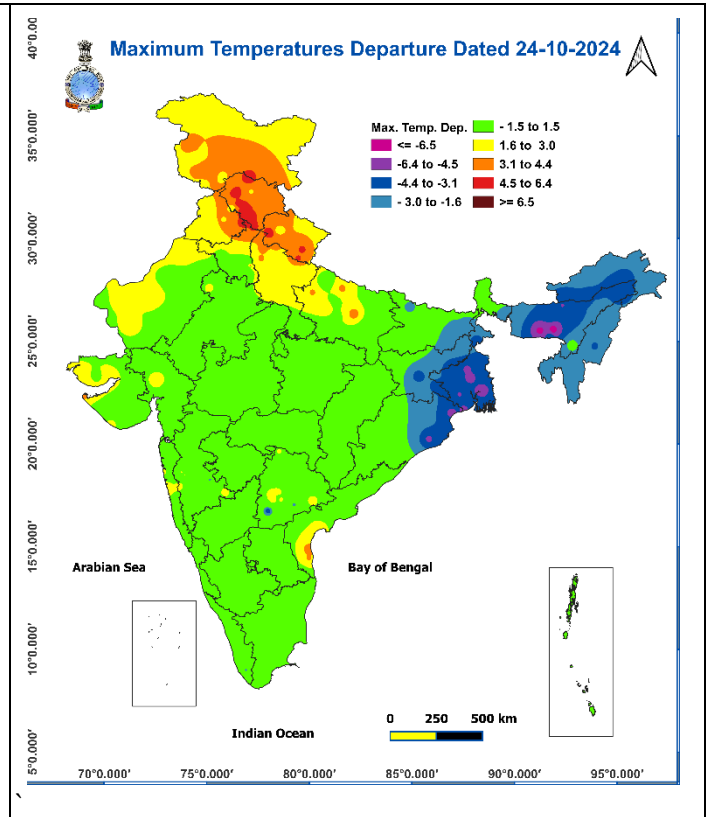 Maximum Temperatures Departure Dated 24-10-2024
Max. Temp. Dep.
<= -6.5
-6.4 to -4.5
-4.4 to -3.1
- 3.0 to -1.6
- 1.5 to 1.5
1.6 to 3.0
3.1 to 4.4
4.5 to 6.4
>= 6.5
40°0.00
35°0.000'
30°0.000'
25°0.000'
20°0.000'
15°0.000'
10°0.000'
5°0.000'
Arabian Sea
Bay of Bengal
Indian Ocean
0 250 500 km
70°0.000' 75°0.000' 80°0.000' 85°0.000' 90°0.000' 95°0.000'
`